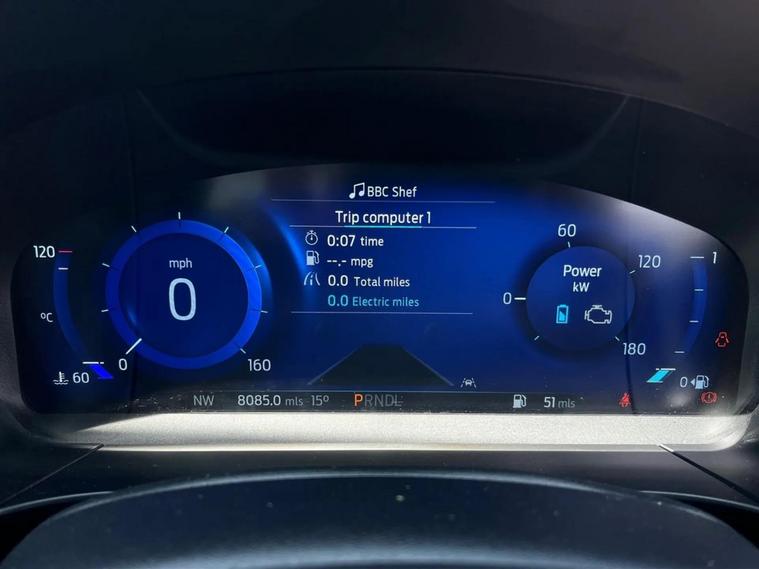 BBC Shef
Trip computer 1
0:07 time
--.- mpg
0.0 Total miles
0.0 Electric miles
120
°C
60
mph
0
0
160
60
0
120
180
Power
kW
1
0
NW 8085.0 mls -15° PRNDL 51 mls